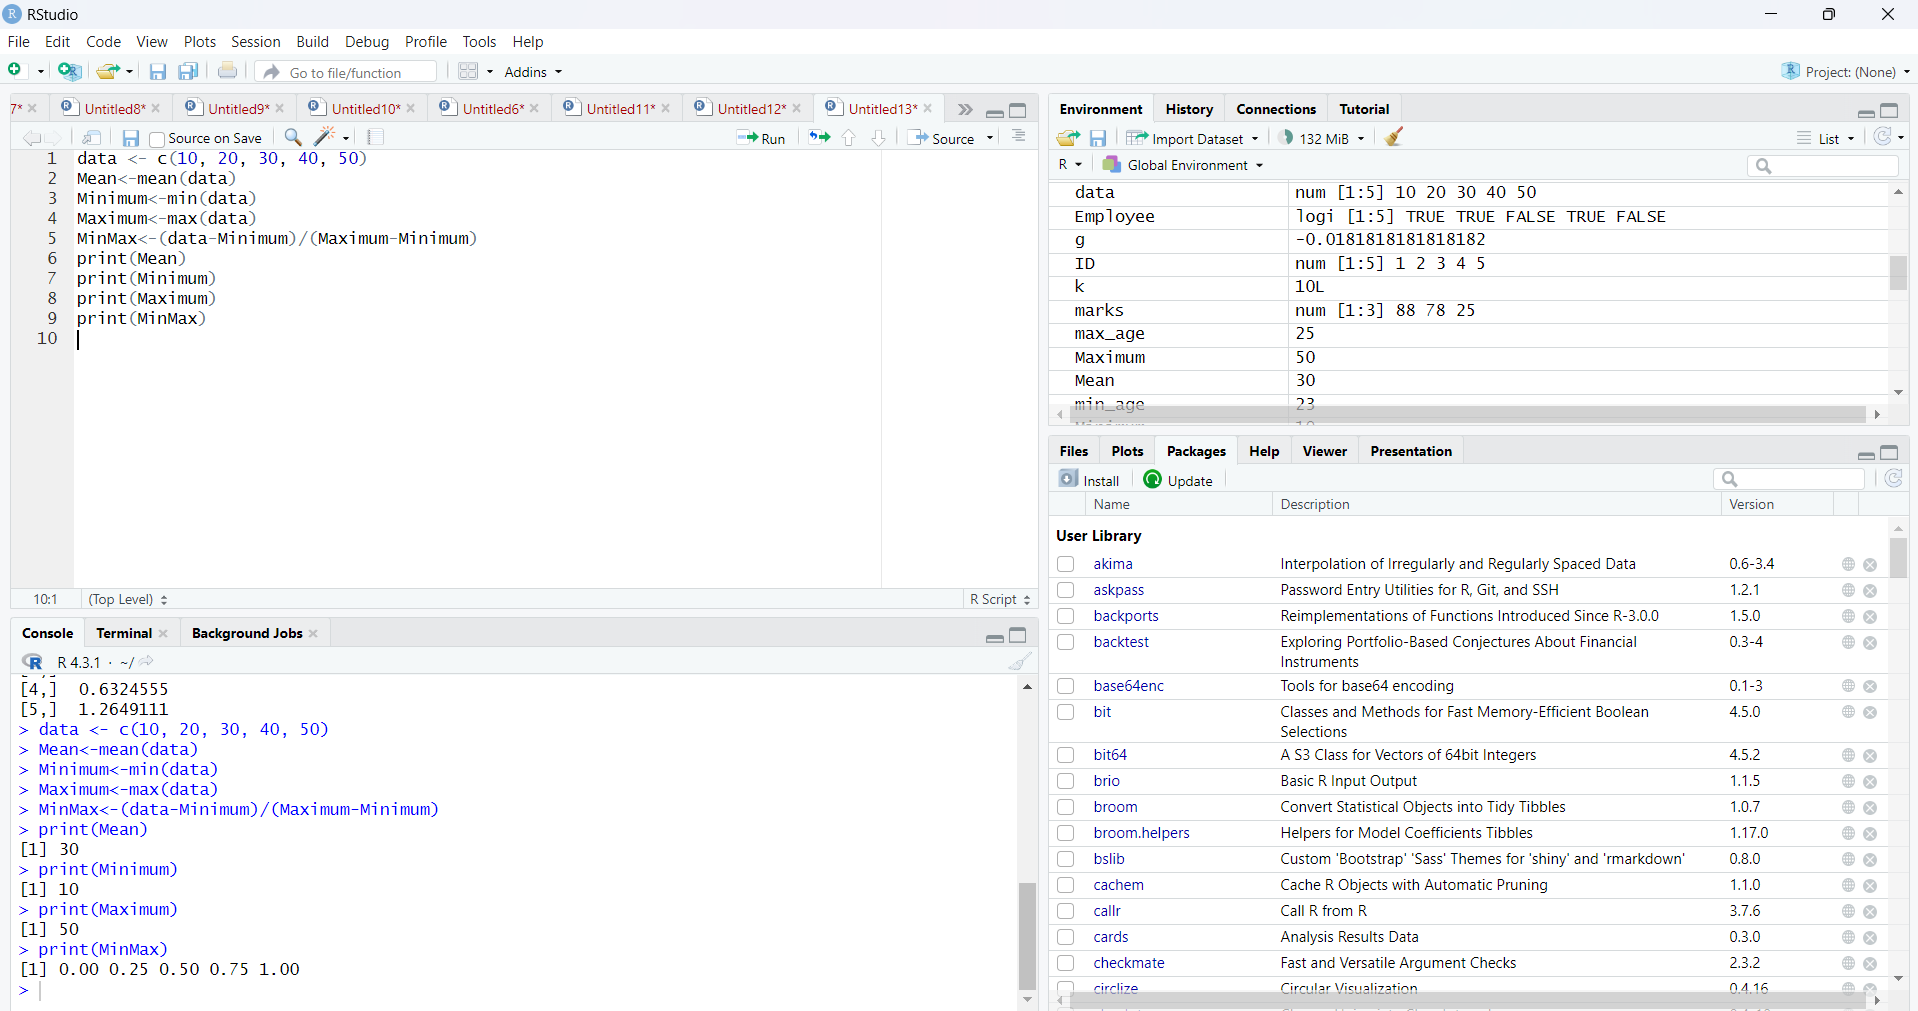 RStudio
File Edit Code View Plots Session Build Debug Profile Tools Help
Go to file/function Addins Project: (None)
7* Untitled8* Untitled9* Untitled10* Untitled6* Untitled11* Untitled12* Untitled13*
Source on Save Run Source
1 data <- c(10, 20, 30, 40, 50)
2 Mean<-mean(data)
3 Minimum<-min(data)
4 Maximum<-max(data)
5 MinMax<-(data-Minimum)/(Maximum-Minimum)
6 print(Mean)
7 print(Minimum)
8 print(Maximum)
9 print(MinMax)
10
10:1 (Top Level) R Script
Console Terminal Background Jobs
R 4.3.1 · ~/
[4,] 0.6324555
[5,] 1.2649111
> data <- c(10, 20, 30, 40, 50)
> Mean<-mean(data)
> Minimum<-min(data)
> Maximum<-max(data)
> MinMax<-(data-Minimum)/(Maximum-Minimum)
> print(Mean)
[1] 30
> print(Minimum)
[1] 10
> print(Maximum)
[1] 50
> print(MinMax)
[1] 0.00 0.25 0.50 0.75 1.00
>
Environment History Connections Tutorial
Import Dataset 132 MiB List
R Global Environment
data num [1:5] 10 20 30 40 50
Employee logi [1:5] TRUE TRUE FALSE TRUE FALSE
g -0.0181818181818182
ID num [1:5] 1 2 3 4 5
k 10L
marks num [1:3] 88 78 25
max_age 25
Maximum 50
Mean 30
min_age 23
Files Plots Packages Help Viewer Presentation
Install Update
Name Description Version
User Library
akima Interpolation of Irregularly and Regularly Spaced Data 0.6-3.4
askpass Password Entry Utilities for R, Git, and SSH 1.2.1
backports Reimplementations of Functions Introduced Since R-3.0.0 1.5.0
backtest Exploring Portfolio-Based Conjectures About Financial 0.3-4
Instruments
base64enc Tools for base64 encoding 0.1-3
bit Classes and Methods for Fast Memory-Efficient Boolean 4.5.0
Selections
bit64 A S3 Class for Vectors of 64bit Integers 4.5.2
brio Basic R Input Output 1.1.5
broom Convert Statistical Objects into Tidy Tibbles 1.0.7
broom.helpers Helpers for Model Coefficients Tibbles 1.17.0
bslib Custom 'Bootstrap' 'Sass' Themes for 'shiny' and 'rmarkdown' 0.8.0
cachem Cache R Objects with Automatic Pruning 1.1.0
callr Call R from R 3.7.6
cards Analysis Results Data 0.3.0
checkmate Fast and Versatile Argument Checks 2.3.2
circlize Circular Visualization 0.4.16